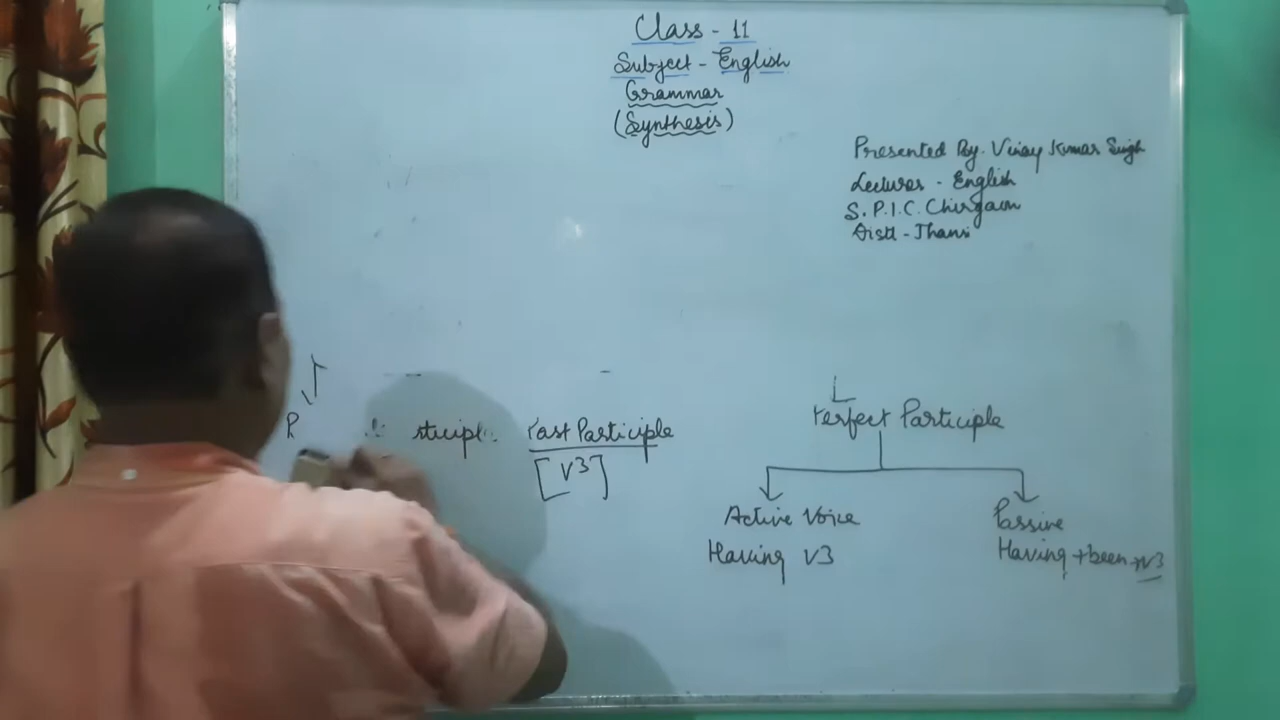 Class - 11
Subject - English
Grammar
(Synthesis)
Presented By. Vinay Kumar Singh
Lecturer - English
S. P.I.C. Chirgaon
Distt - Jhansi
Past Participle
[V3]
Perfect Participle
Active Voice
Having V3
Passive
Having + been + V3